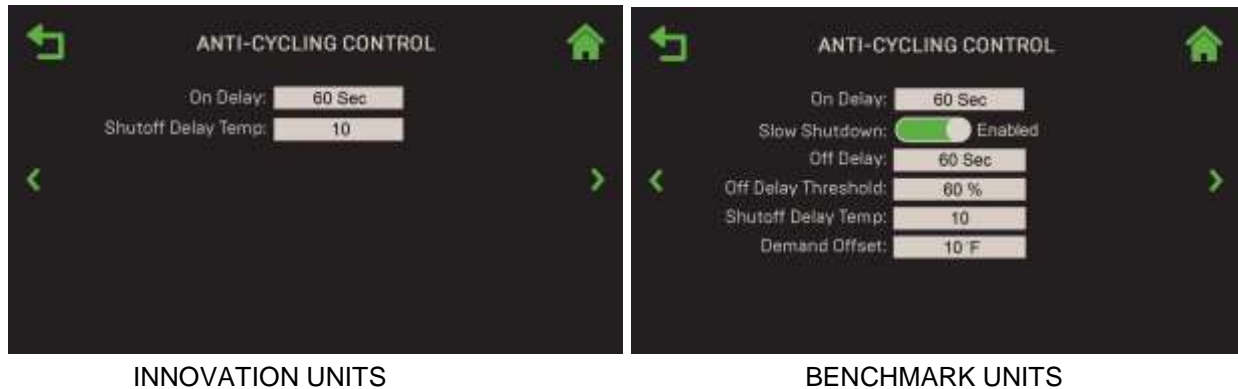 ANTI-CYCLING CONTROL
On Delay: 60 Sec
Shutoff Delay Temp: 10
INNOVATION UNITS
ANTI-CYCLING CONTROL
On Delay: 60 Sec
Slow Shutdown: Enabled
Off Delay: 60 Sec
Off Delay Threshold: 60 %
Shutoff Delay Temp: 10
Demand Offset: 10 °F
BENCHMARK UNITS